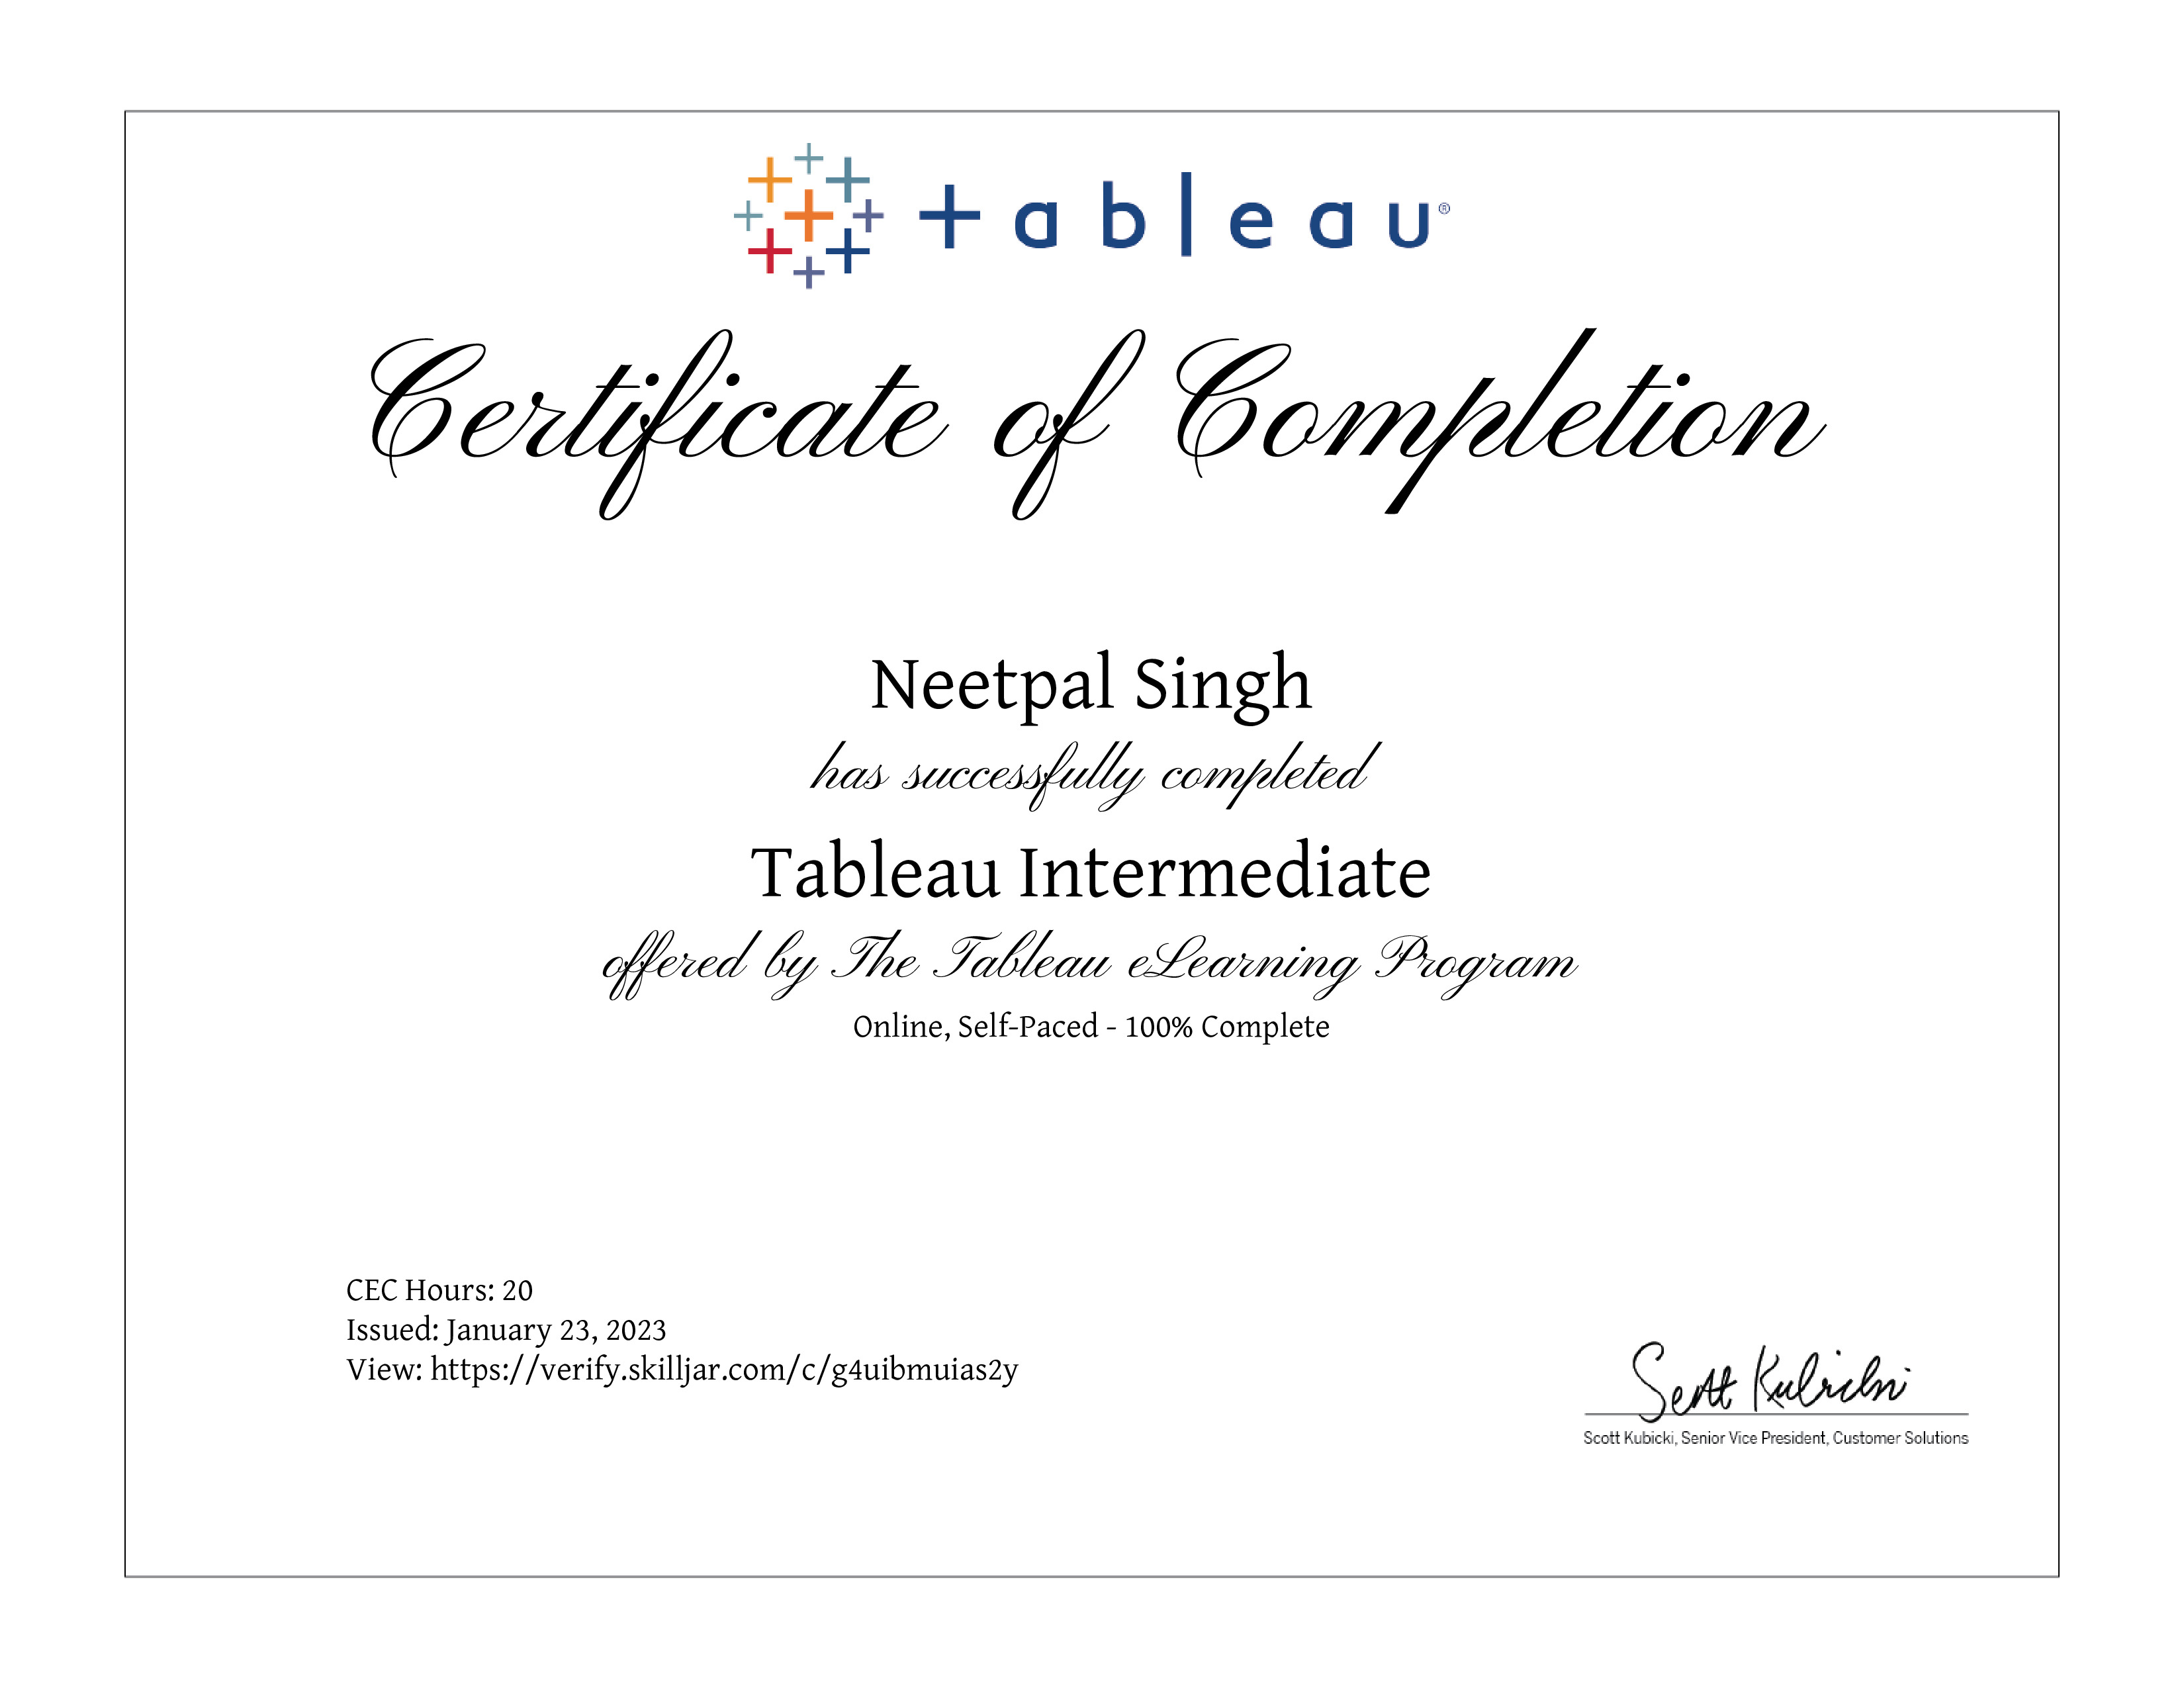 +ableau®
Certificate of Completion
Neetpal Singh
has successfully completed
Tableau Intermediate
offered by The Tableau eLearning Program
Online, Self-Paced - 100% Complete
CEC Hours: 20
Issued: January 23, 2023
View: https://verify.skilljar.com/c/g4uibmuias2y
Scott Kubicki
Scott Kubicki, Senior Vice President, Customer Solutions